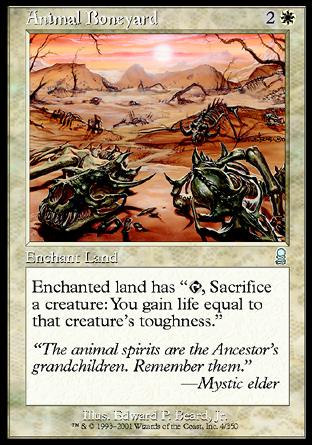 Animal Boneyard 2
Enchant Land
Enchanted land has “, Sacrifice
a creature: You gain life equal to
that creature’s toughness.”
“The animal spirits are the Ancestor’s
grandchildren. Remember them.”
—Mystic elder
Illus. Edward P. Beard, Jr.
™ & © 1993–2001 Wizards of the Coast, Inc. 4/350